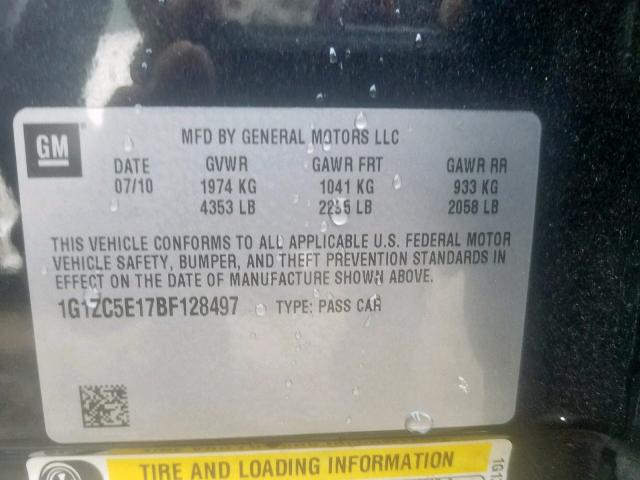 GM
MFD BY GENERAL MOTORS LLC
DATE GVWR GAWR FRT GAWR RR
07/10 1974 KG 1041 KG 933 KG
4353 LB 2295 LB 2058 LB
THIS VEHICLE CONFORMS TO ALL APPLICABLE U.S. FEDERAL MOTOR
VEHICLE SAFETY, BUMPER, AND THEFT PREVENTION STANDARDS IN
EFFECT ON THE DATE OF MANUFACTURE SHOWN ABOVE.
1G1ZC5E17BF128497 TYPE: PASS CAR
TIRE AND LOADING INFORMATION